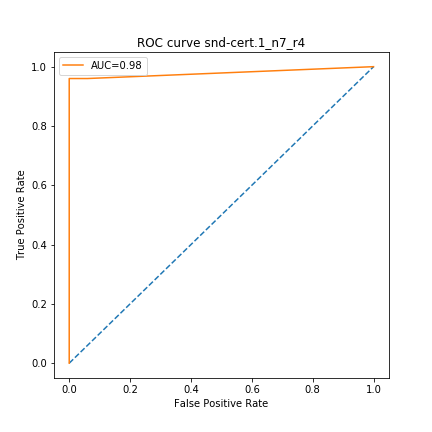 ROC curve snd-cert.1_n7_r4
AUC=0.98
True Positive Rate
1.0
0.8
0.6
0.4
0.2
0.0
0.0 0.2 0.4 0.6 0.8 1.0
False Positive Rate